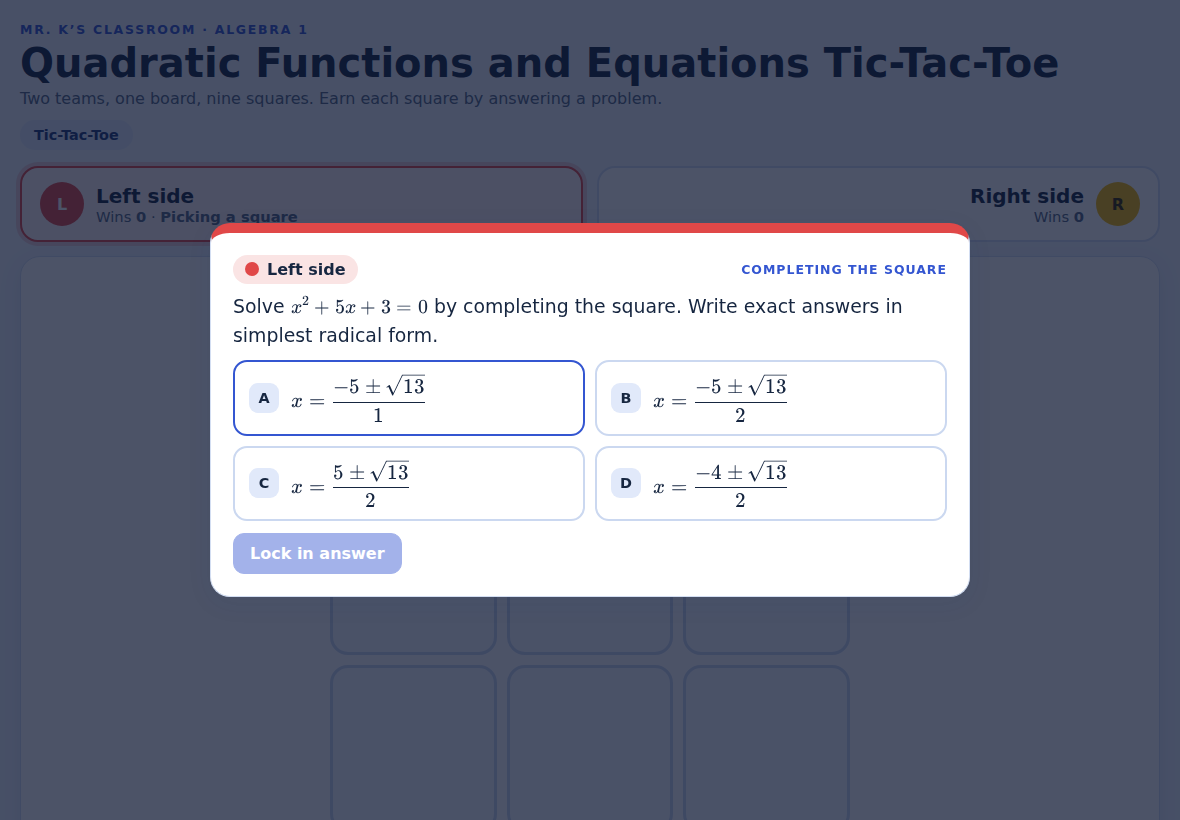 MR. K'S CLASSROOM · ALGEBRA 1
Quadratic Functions and Equations Tic-Tac-Toe
Two teams, one board, nine squares. Earn each square by answering a problem.
Tic-Tac-Toe
L Left side
Wins 0 · Picking a square
Right side R
Wins 0
Left side
COMPLETING THE SQUARE
Solve x² + 5x + 3 = 0 by completing the square. Write exact answers in
simplest radical form.
A x = (−5 ± √13)/1
B x = (−5 ± √13)/2
C x = (5 ± √13)/2
D x = (−4 ± √13)/2
Lock in answer